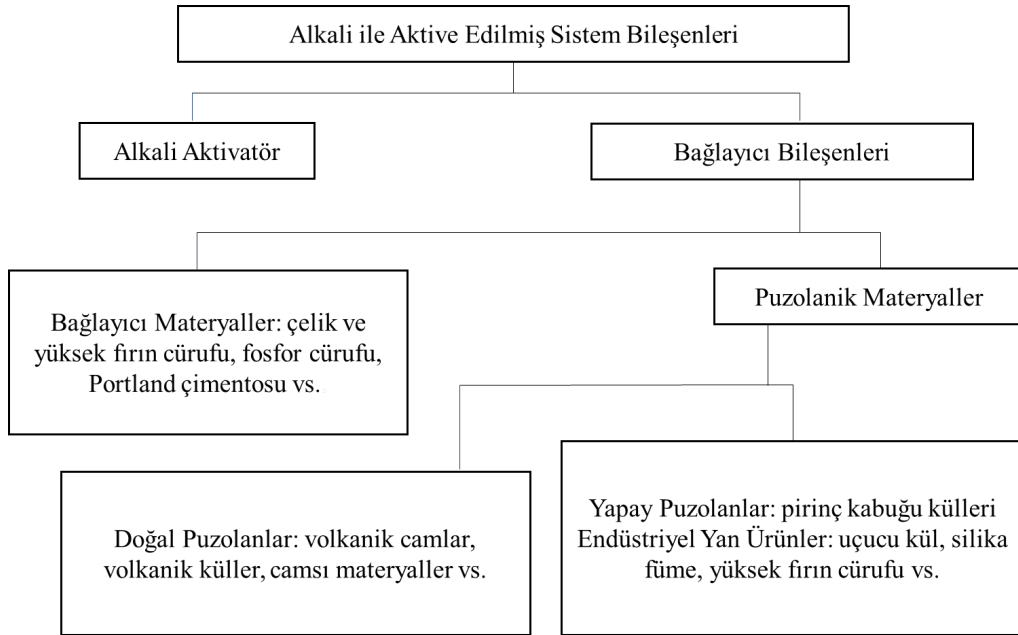 Alkali ile Aktive Edilmiş Sistem Bileşenleri
Alkali Aktivatör
Bağlayıcı Bileşenleri
Bağlayıcı Materyaller: çelik ve
yüksek fırın cürufu, fosfor cürufu,
Portland çimentosu vs.
Puzolanik Materyaller
Doğal Puzolanlar: volkanik camlar,
volkanik küller, camsı materyaller vs.
Yapay Puzolanlar: pirinç kabuğu külleri
Endüstriyel Yan Ürünler: uçucu kül, silika
füme, yüksek fırın cürufu vs.